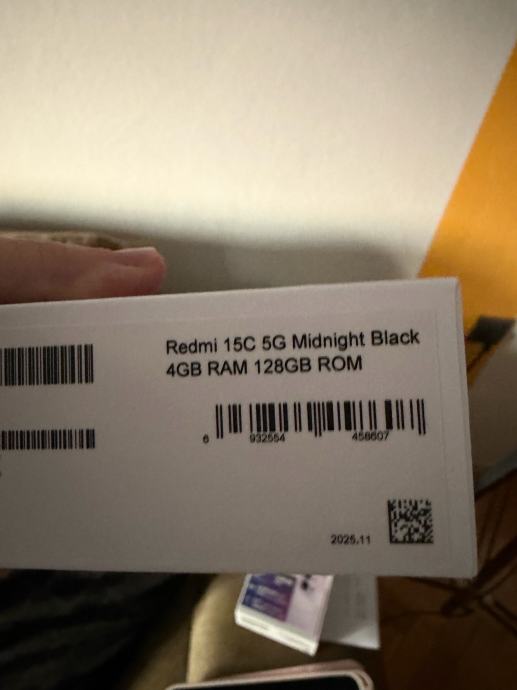 Redmi 15C 5G Midnight Black
4GB RAM 128GB ROM
6 932554 458607
2025.11